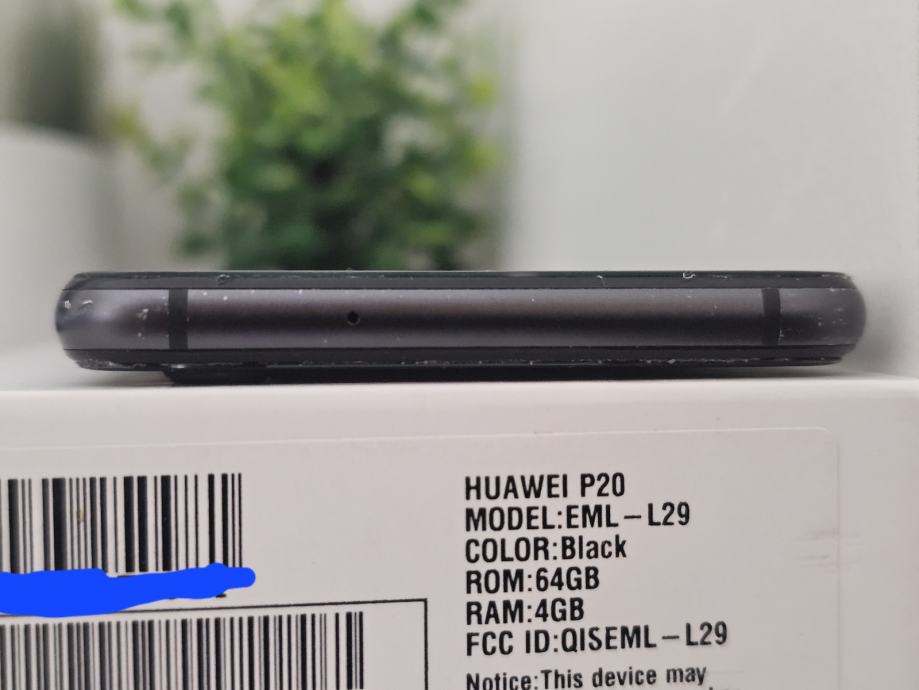 HUAWEI P20
MODEL:EML-L29
COLOR:Black
ROM:64GB
RAM:4GB
FCC ID:QISEML-L29
Notice:This device may